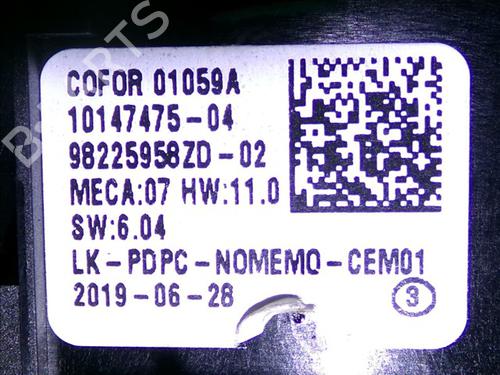 COFOR 01059A
10147475-04
98225958ZD-02
MECA:07 HW:11.0
SW:6.04
LK-PDPC-NOMEMO-CEM01
2019-06-28 3